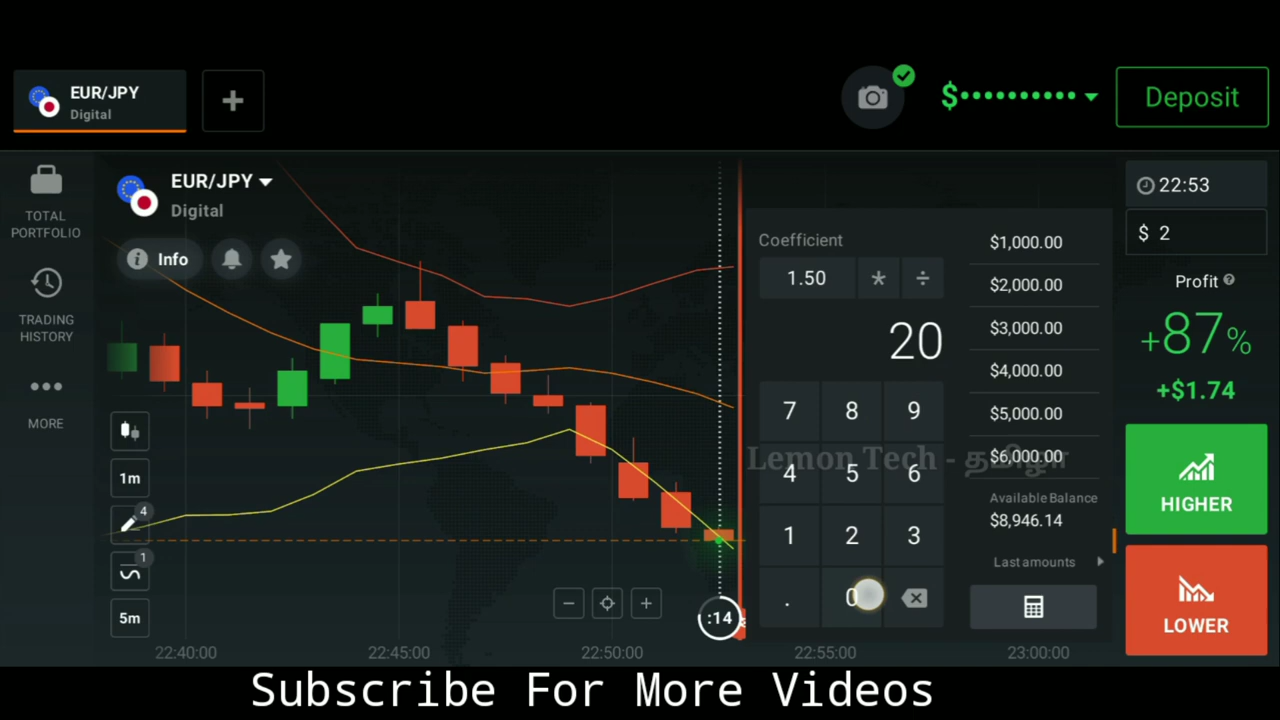 EUR/JPY
Digital
+
$•••••••••• 
Deposit
TOTAL
PORTFOLIO
TRADING
HISTORY
MORE
EUR/JPY
Digital
Info
1m
4
1
5m
:14
22:40:00
22:45:00
22:50:00
22:55:00
23:00:00
Coefficient
1.50
* ÷
20
7 8 9
4 5 6
1 2 3
. 0
$1,000.00
$2,000.00
$3,000.00
$4,000.00
$5,000.00
$6,000.00
Available Balance
$8,946.14
Last amounts
Lemon Tech - தமிழா
22:53
$ 2
Profit ?
+87%
+$1.74
HIGHER
LOWER
Subscribe For More Videos